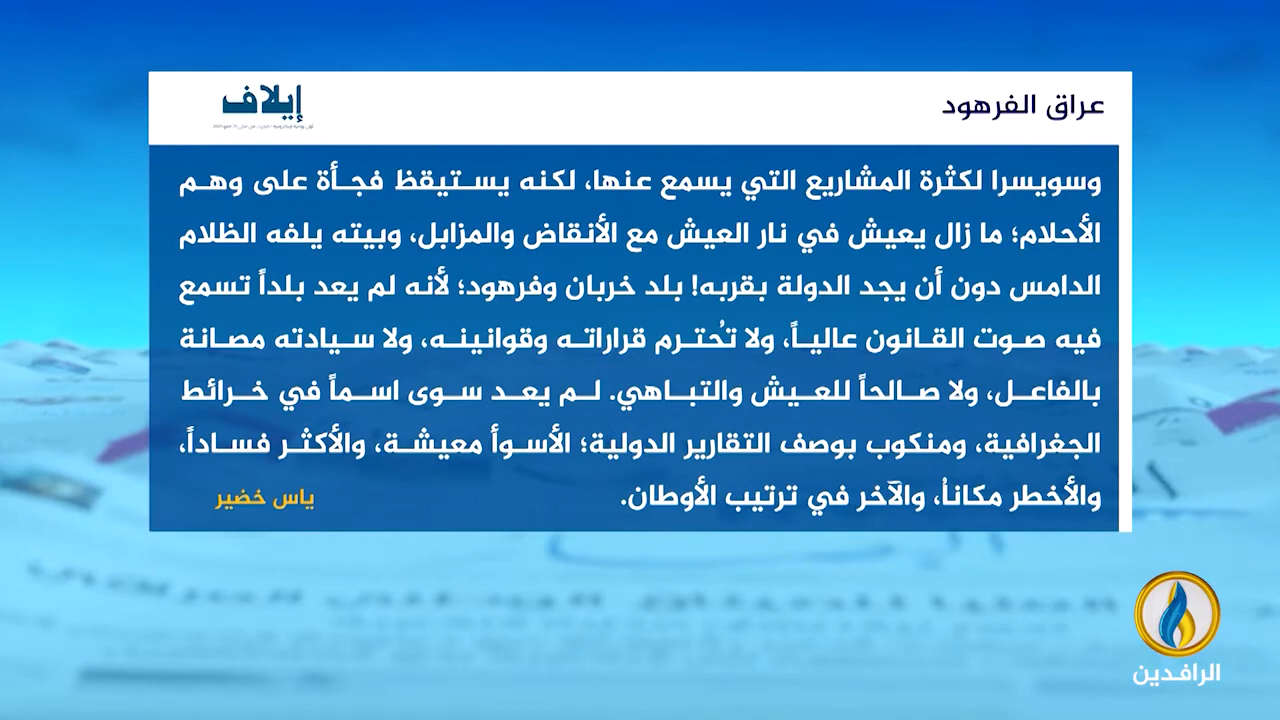 عراق الفرهود
إيلاف
وسويسرا لكثرة المشاريع التي يسمع عنها، لكنه يستيقظ فجأة على وهم
الأحلام؛ ما زال يعيش في نار العيش مع الأنقاض والمزابل، وبيته يلفه الظلام
الدامس دون أن يجد الدولة بقربه! بلد خربان وفرهود؛ لأنه لم يعد بلداً تسمع
فيه صوت القانون عالياً، ولا تُحترم قراراته وقوانينه، ولا سيادته مصانة
بالفاعل، ولا صالحاً للعيش والتباهي. لم يعد سوى اسماً في خرائط
الجغرافية، ومنكوب بوصف التقارير الدولية؛ الأسوأ معيشة، والأكثر فساداً،
والأخطر مكاناً، والآخر في ترتيب الأوطان.
ياس خضير
الرافدين